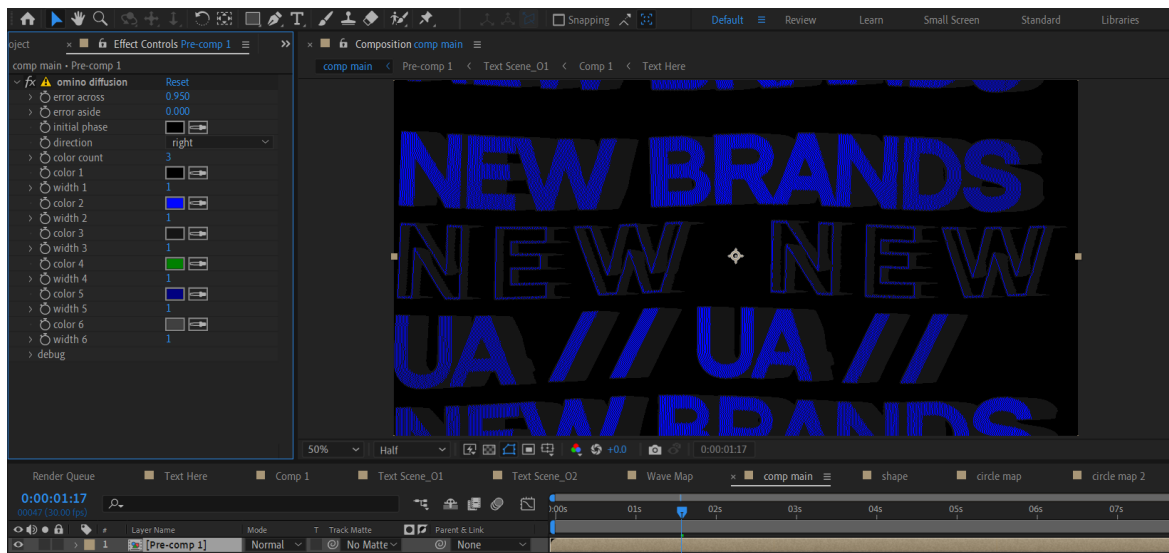 Snapping Default Review Learn Small Screen Standard Libraries
oject × Effect Controls Pre-comp 1 ≡ »
× Composition comp main ≡
comp main • Pre-comp 1
comp main < Pre-comp 1 < Text Scene_O1 < Comp 1 < Text Here
fx omino diffusion Reset
error across 0.950
error aside 0.000
initial phase
direction right
color count 3
color 1
width 1 1
color 2
width 2 1
color 3
width 3 1
color 4
width 4 1
color 5
width 5 1
color 6
width 6 1
debug
NEW BRANDS
NEW NEW
UA // UA //
NEW BRANDS
50% Half +0.0 0:00:01:17
Render Queue Text Here Comp 1 Text Scene_O1 Text Scene_O2 Wave Map × comp main ≡ shape circle map circle map 2
0:00:01:17
00047 (30.00 fps)
):00s 01s 02s 03s 04s 05s 06s 07s
# Layer Name Mode T Track Matte Parent & Link
1 [Pre-comp 1] Normal No Matte None